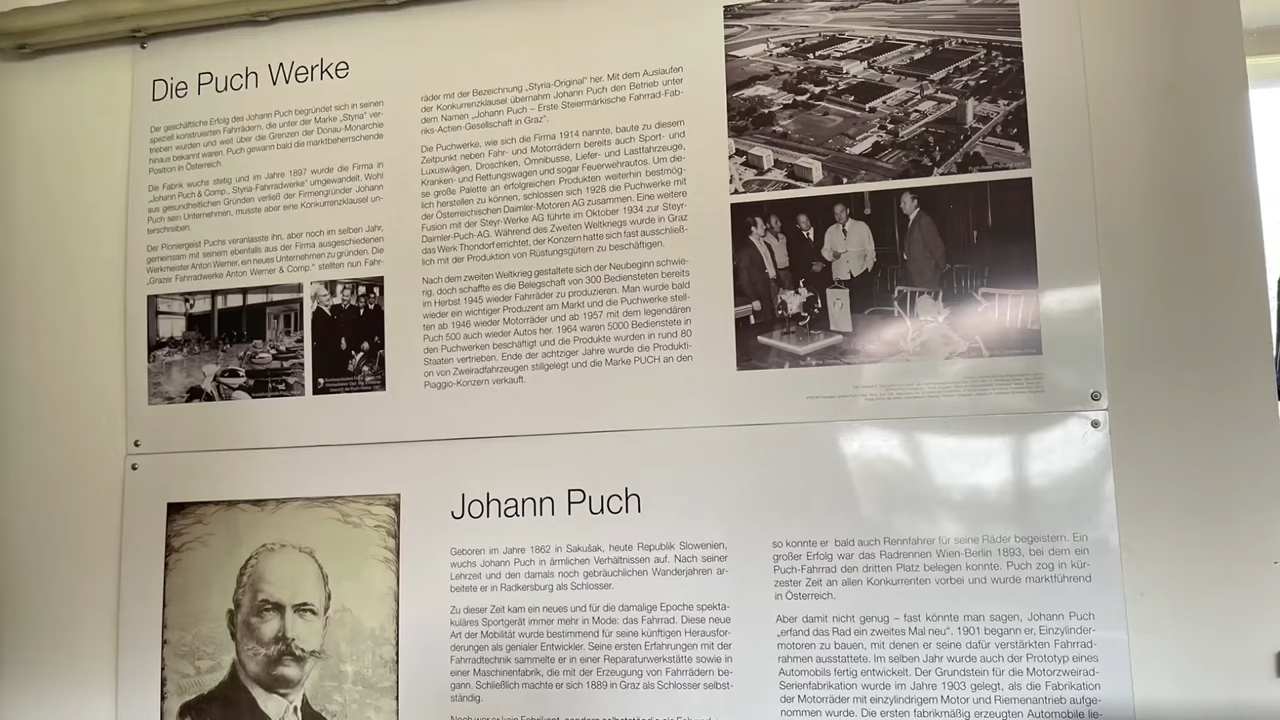 Die Puch Werke
Der geschäftliche Erfolg des Johann Puch begründet sich in seinen
speziell konstruierten Fahrrädern, die unter der Marke „Styria“ ver-
trieben wurden und weit über die Grenzen der Donau-Monarchie
hinaus bekannt waren. Puch gewann bald die marktbeherrschende
Position in Österreich.
Die Fabrik wuchs stetig und im Jahre 1897 wurde die Firma in
„Johann Puch & Comp., Styria-Fahrradwerke“ umgewandelt. Wohl
aus gesundheitlichen Gründen verließ der Firmengründer Johann
Puch sein Unternehmen, musste aber eine Konkurrenzklausel un-
terschreiben.
Der Pioniergeist Puchs veranlasste ihn, aber noch im selben Jahr,
gemeinsam mit seinem ebenfalls aus der Firma ausgeschiedenen
Werkmeister Anton Werner, ein neues Unternehmen zu gründen. Die
„Grazer Fahrradwerke Anton Werner & Comp.“ stellten nun Fahr-
räder mit der Bezeichnung „Styria-Original“ her. Mit dem Auslaufen
der Konkurrenzklausel übernahm Johann Puch den Betrieb unter
dem Namen „Johann Puch – Erste Steiermärkische Fahrrad-Fab-
riks-Actien-Gesellschaft in Graz“.
Die Puchwerke, wie sich die Firma 1914 nannte, baute zu diesem
Zeitpunkt neben Fahr- und Motorrädern bereits auch Sport- und
Luxuswägen, Droschken, Omnibusse, Liefer- und Lastfahrzeuge,
Kranken- und Rettungswagen und sogar Feuerwehrautos. Um die-
se große Palette an erfolgreichen Produkten weiterhin bestmög-
lich herstellen zu können, schlossen sich 1928 die Puchwerke mit
der Österreichischen Daimler-Motoren AG zusammen. Eine weitere
Fusion mit der Steyr-Werke AG führte im Oktober 1934 zur Steyr-
Daimler-Puch-AG. Während des Zweiten Weltkriegs wurde in Graz
das Werk Thondorf errichtet, der Konzern hatte sich fast ausschließ-
lich mit der Produktion von Rüstungsgütern zu beschäftigen.
Nach dem zweiten Weltkrieg gestaltete sich der Neubeginn schwie-
rig, doch schaffte es die Belegschaft von 300 Bediensteten bereits
im Herbst 1945 wieder Fahrräder zu produzieren. Man wurde bald
wieder ein wichtiger Produzent am Markt und die Puchwerke stell-
ten ab 1946 wieder Motorräder und ab 1957 mit dem legendären
Puch 500 auch wieder Autos her. 1964 waren 5000 Bedienstete in
den Puchwerken beschäftigt und die Produkte wurden in rund 80
Staaten vertrieben. Ende der achtziger Jahre wurde die Produkti-
on von Zweiradfahrzeugen stillgelegt und die Marke PUCH an den
Piaggio-Konzern verkauft.
Johann Puch
Geboren im Jahre 1862 in Sakušak, heute Republik Slowenien,
wuchs Johann Puch in ärmlichen Verhältnissen auf. Nach seiner
Lehrzeit und den damals noch gebräuchlichen Wanderjahren ar-
beitete er in Radkersburg als Schlosser.
Zu dieser Zeit kam ein neues und für die damalige Epoche spekta-
kuläres Sportgerät immer mehr in Mode: das Fahrrad. Diese neue
Art der Mobilität wurde bestimmend für seine künftigen Herausfor-
derungen als genialer Entwickler. Seine ersten Erfahrungen mit der
Fahrradtechnik sammelte er in einer Reparaturwerkstätte sowie in
einer Maschinenfabrik, die mit der Erzeugung von Fahrrädern be-
gann. Schließlich machte er sich 1889 in Graz als Schlosser selbst-
ständig.
so konnte er bald auch Rennfahrer für seine Räder begeistern. Ein
großer Erfolg war das Radrennen Wien-Berlin 1893, bei dem ein
Puch-Fahrrad den dritten Platz belegen konnte. Puch zog in kür-
zester Zeit an allen Konkurrenten vorbei und wurde marktführend
in Österreich.
Aber damit nicht genug – fast könnte man sagen, Johann Puch
„erfand das Rad ein zweites Mal neu“. 1901 begann er, Einzylinder-
motoren zu bauen, mit denen er seine dafür verstärkten Fahrrad-
rahmen ausstattete. Im selben Jahr wurde auch der Prototyp eines
Automobils fertig entwickelt. Der Grundstein für die Motorzweirad-
Serienfabrikation wurde im Jahre 1903 gelegt, als die Fabrikation
der Motorräder mit einzylindrigem Motor und Riemenantrieb aufge-
nommen wurde. Die ersten fabrikmäßig erzeugten Automobile lie-